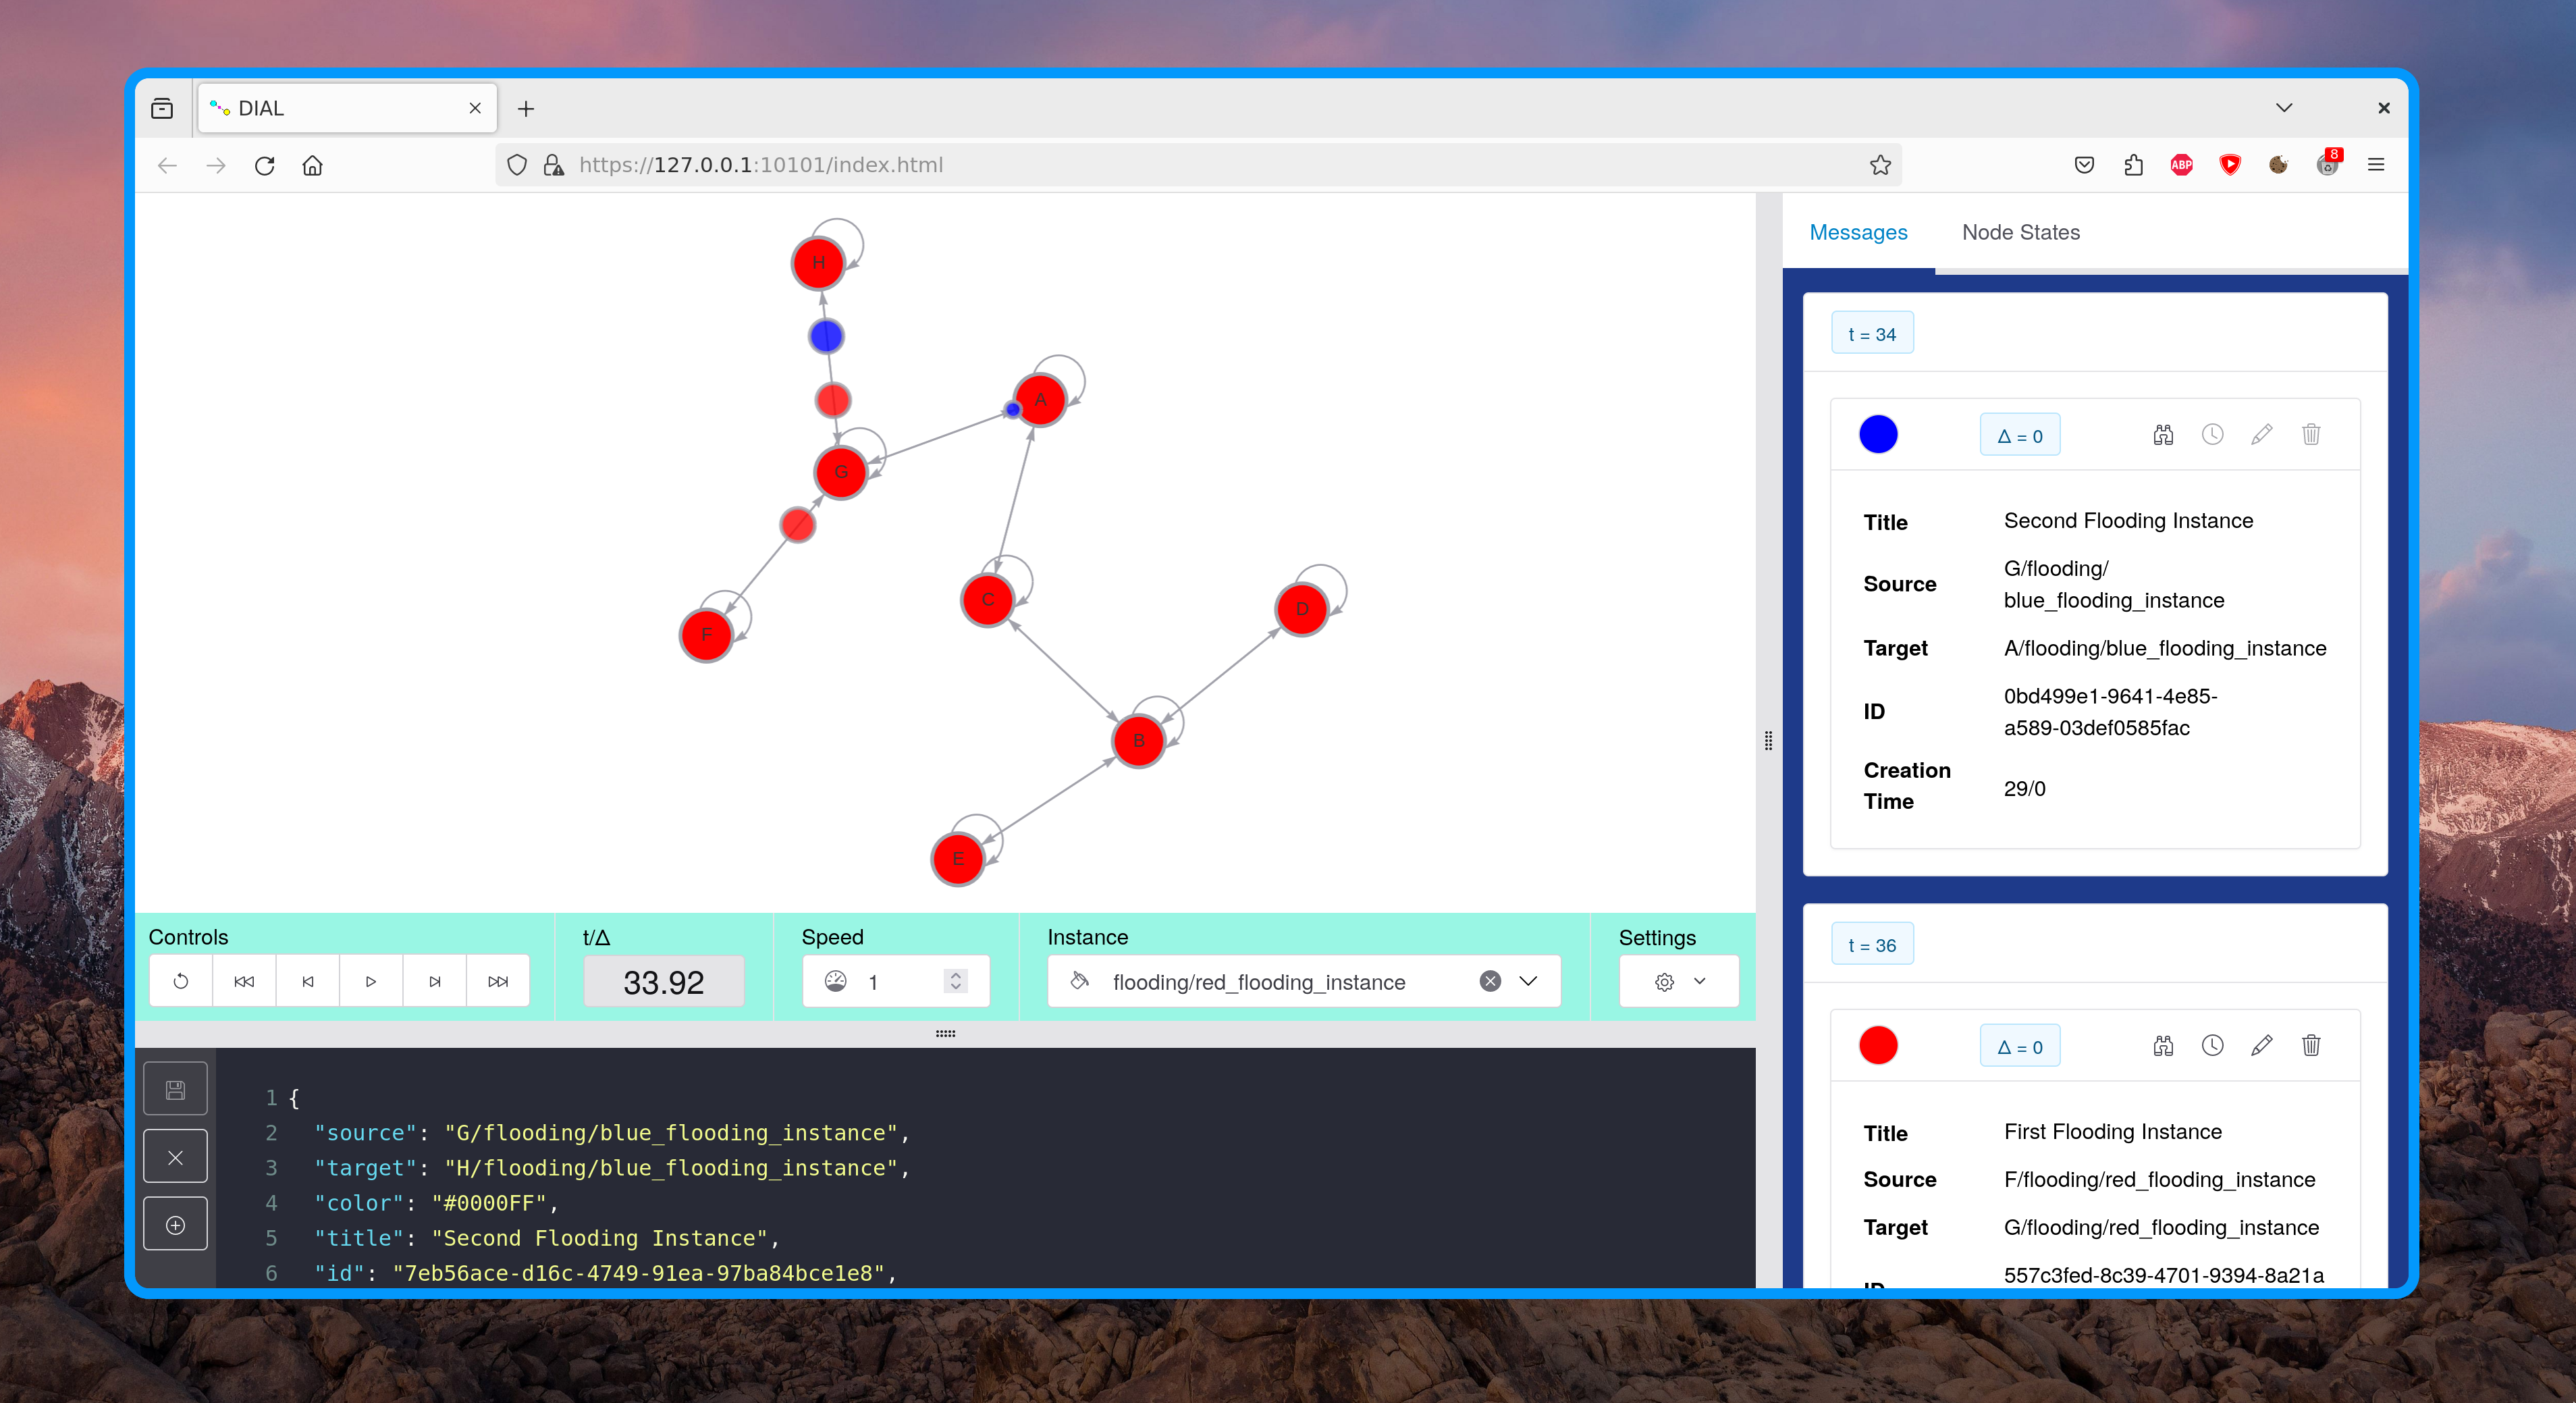 DIAL
https://127.0.0.1:10101/index.html
ABP
8
H
A
G
C
D
F
B
E
Controls
t/Δ
Speed
Instance
Settings
33.92
1
flooding/red_flooding_instance
1 {
2 "source": "G/flooding/blue_flooding_instance",
3 "target": "H/flooding/blue_flooding_instance",
4 "color": "#0000FF",
5 "title": "Second Flooding Instance",
6 "id": "7eb56ace-d16c-4749-91ea-97ba84bce1e8",
Messages
Node States
t = 34
Δ = 0
Title Second Flooding Instance
Source G/flooding/
blue_flooding_instance
Target A/flooding/blue_flooding_instance
ID 0bd499e1-9641-4e85-
a589-03def0585fac
Creation
Time 29/0
t = 36
Δ = 0
Title First Flooding Instance
Source F/flooding/red_flooding_instance
Target G/flooding/red_flooding_instance
ID 557c3fed-8c39-4701-9394-8a21a